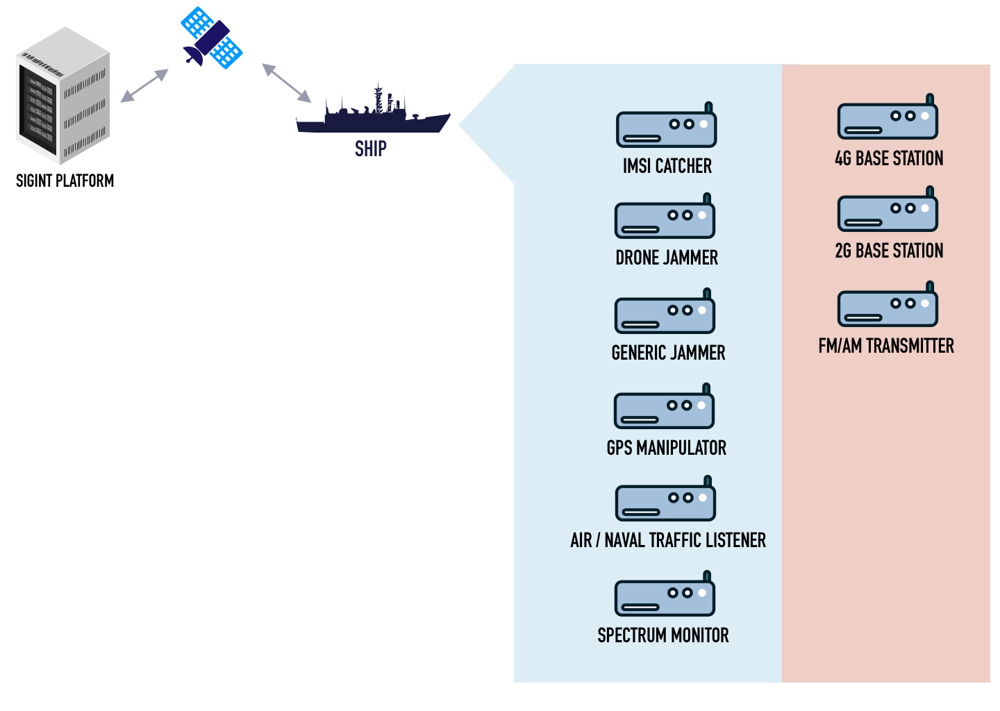 SIGINT PLATFORM
SHIP
IMSI CATCHER
DRONE JAMMER
GENERIC JAMMER
GPS MANIPULATOR
AIR / NAVAL TRAFFIC LISTENER
SPECTRUM MONITOR
4G BASE STATION
2G BASE STATION
FM/AM TRANSMITTER